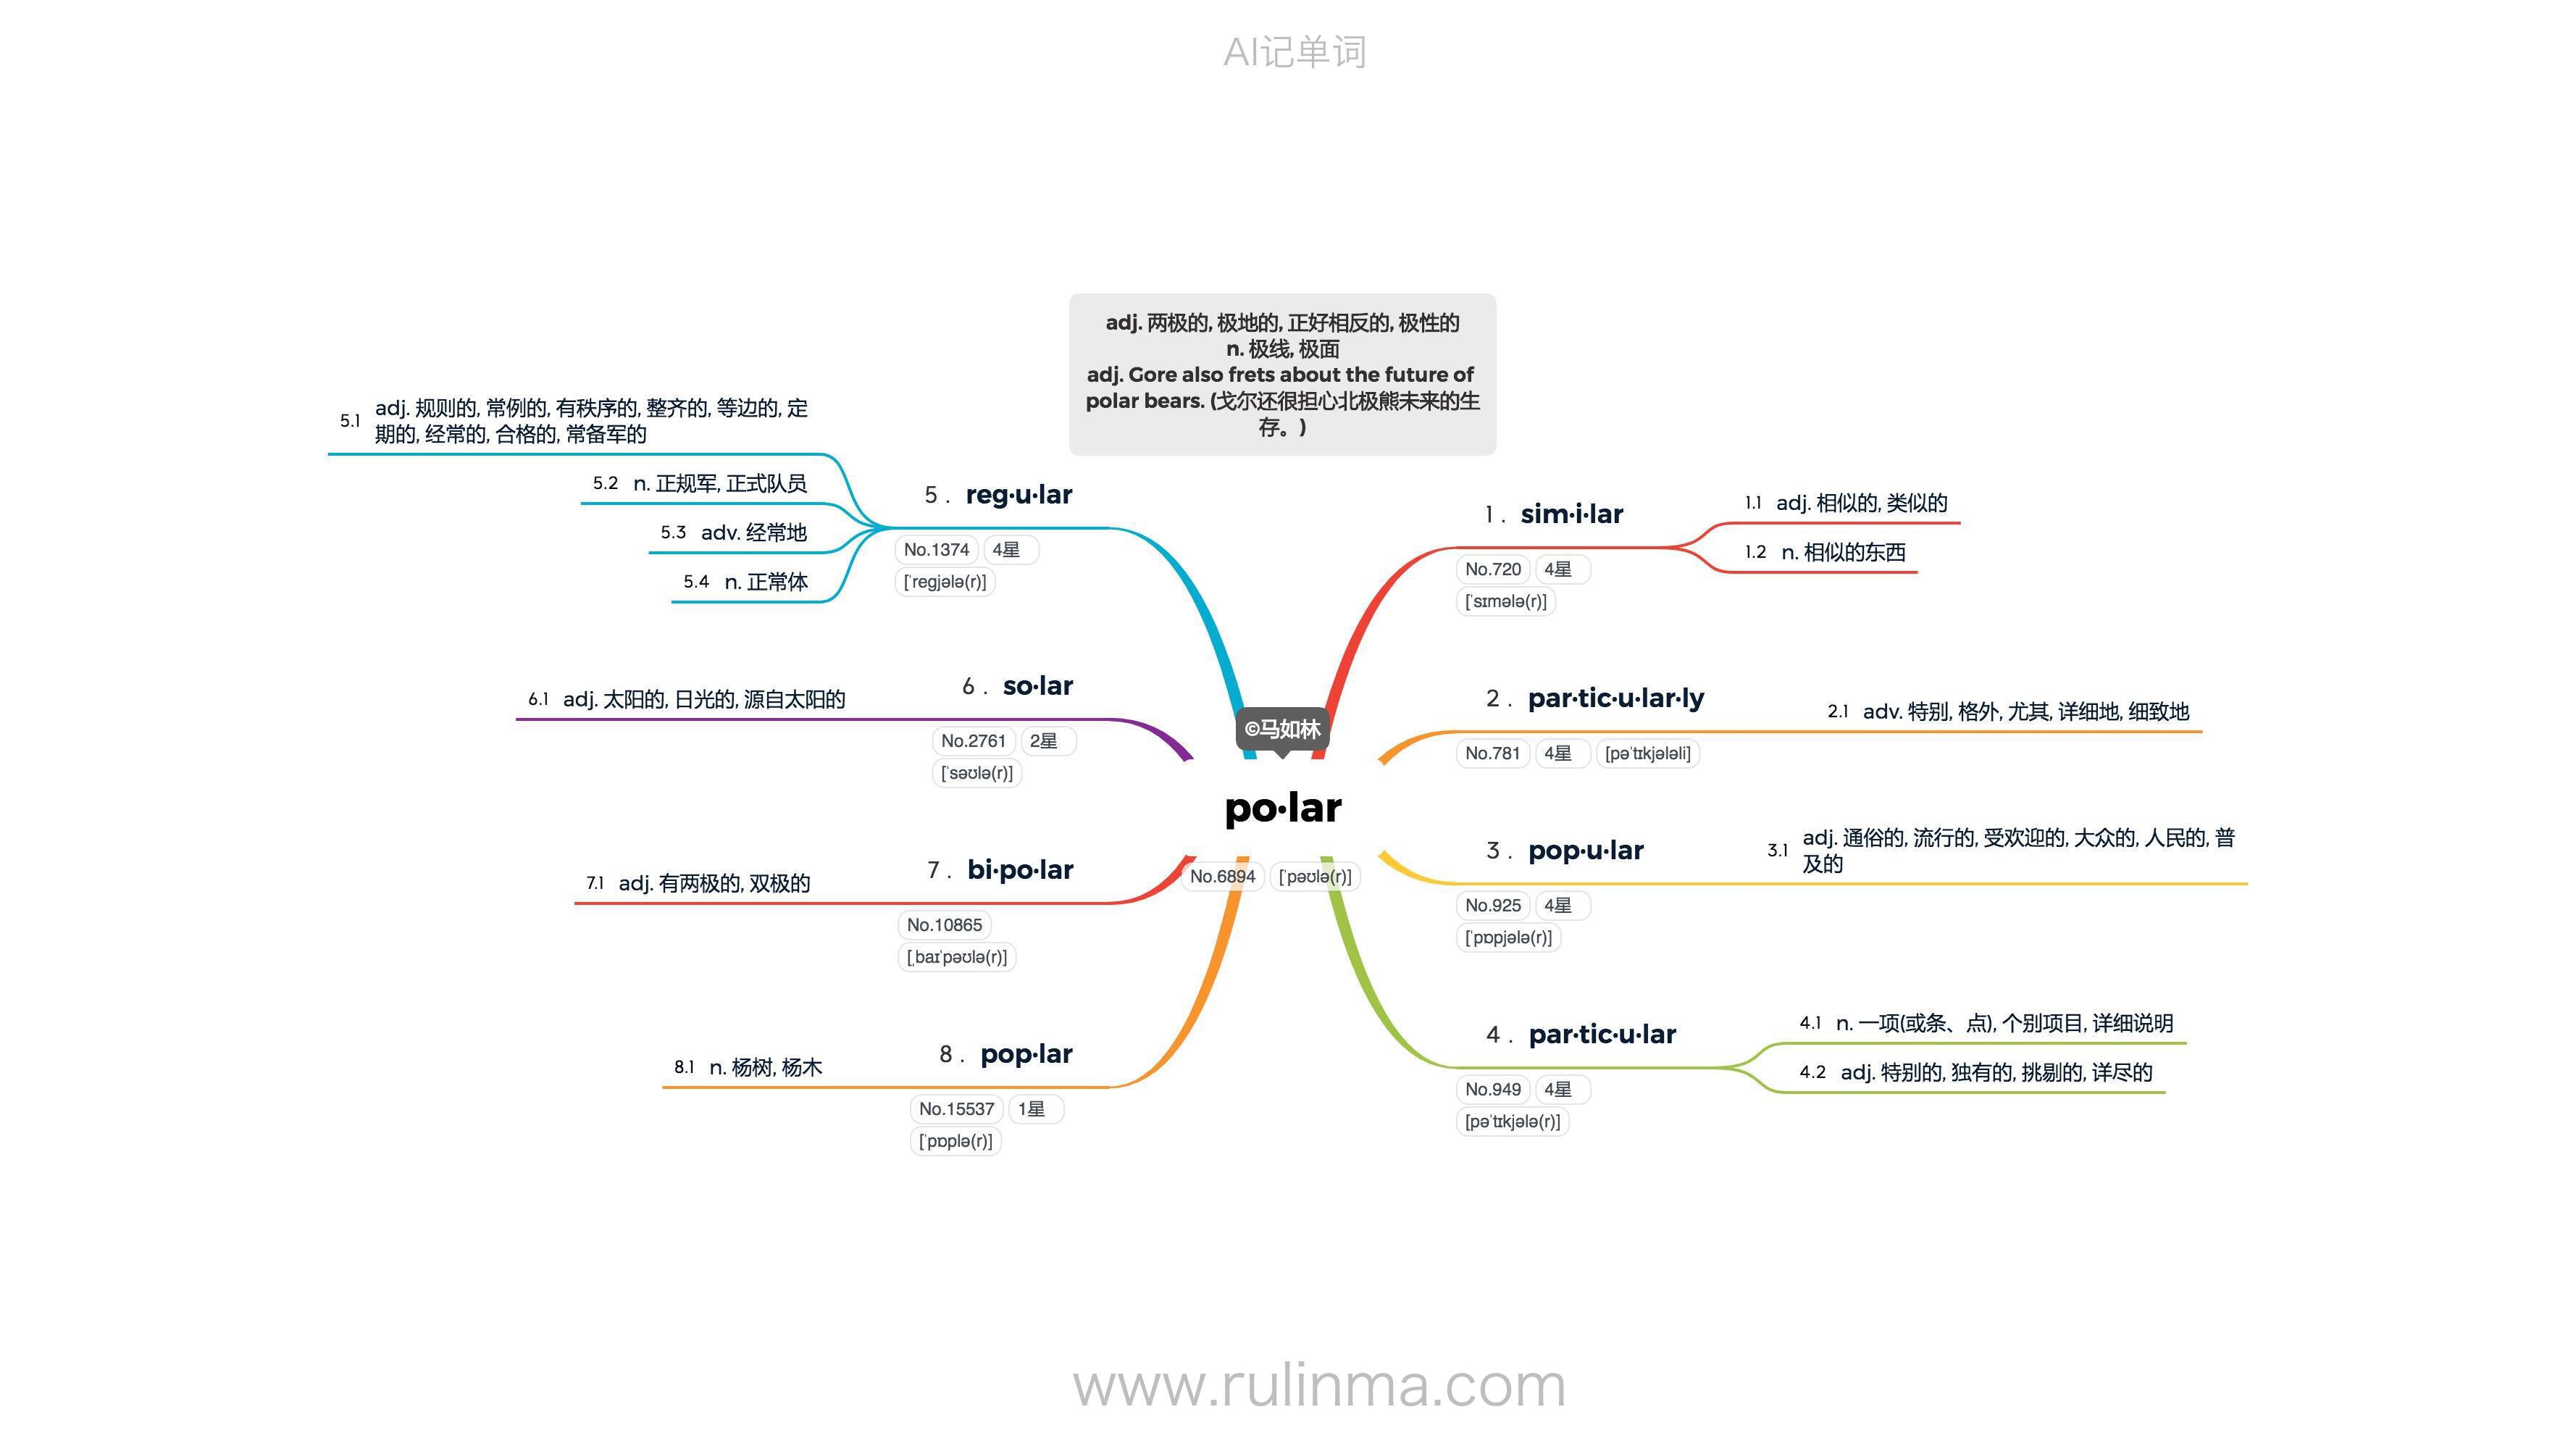 AI记单词
adj. 两极的, 极地的, 正好相反的, 极性的
n. 极线, 极面
adj. Gore also frets about the future of
polar bears. (戈尔还很担心北极熊未来的生
存。)
©马如林
po·lar
No.6894 [ˈpəʊlə(r)]
1 . sim·i·lar
No.720 4星
[ˈsɪmələ(r)]
1.1 adj. 相似的, 类似的
1.2 n. 相似的东西
2 . par·tic·u·lar·ly
No.781 4星 [pəˈtɪkjələli]
2.1 adv. 特别, 格外, 尤其, 详细地, 细致地
3 . pop·u·lar
No.925 4星
[ˈpɒpjələ(r)]
3.1 adj. 通俗的, 流行的, 受欢迎的, 大众的, 人民的, 普
及的
4 . par·tic·u·lar
No.949 4星
[pəˈtɪkjələ(r)]
4.1 n. 一项(或条、点), 个别项目, 详细说明
4.2 adj. 特别的, 独有的, 挑剔的, 详尽的
5 . reg·u·lar
No.1374 4星
[ˈregjələ(r)]
5.1 adj. 规则的, 常例的, 有秩序的, 整齐的, 等边的, 定
期的, 经常的, 合格的, 常备军的
5.2 n. 正规军, 正式队员
5.3 adv. 经常地
5.4 n. 正常体
6 . so·lar
No.2761 2星
[ˈsəʊlə(r)]
6.1 adj. 太阳的, 日光的, 源自太阳的
7 . bi·po·lar
No.10865
[ˌbaɪˈpəʊlə(r)]
7.1 adj. 有两极的, 双极的
8 . pop·lar
No.15537 1星
[ˈpɒplə(r)]
8.1 n. 杨树, 杨木
www.rulinma.com